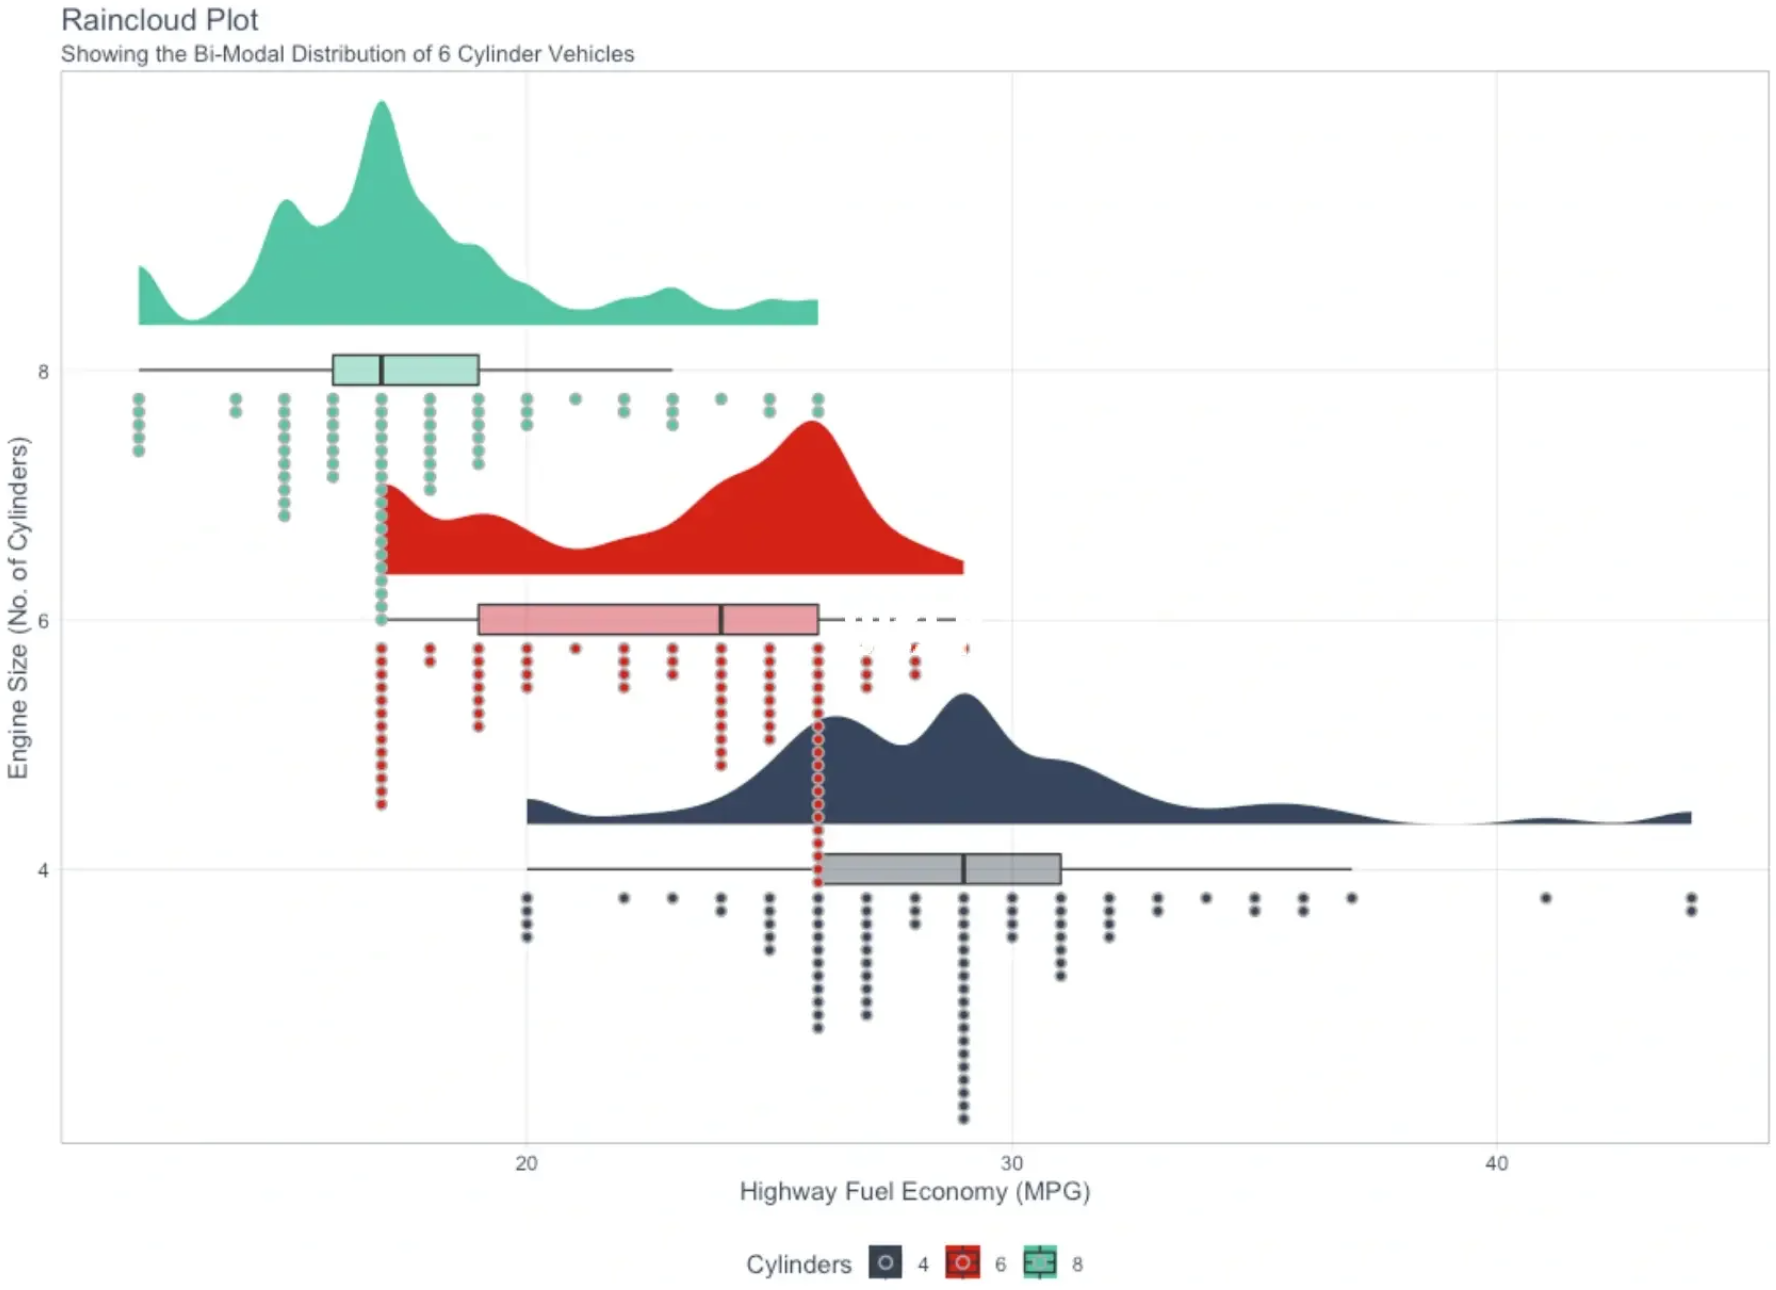 Raincloud Plot
Showing the Bi-Modal Distribution of 6 Cylinder Vehicles
Engine Size (No. of Cylinders)
8
6
4
20 30 40
Highway Fuel Economy (MPG)
Cylinders 4 6 8